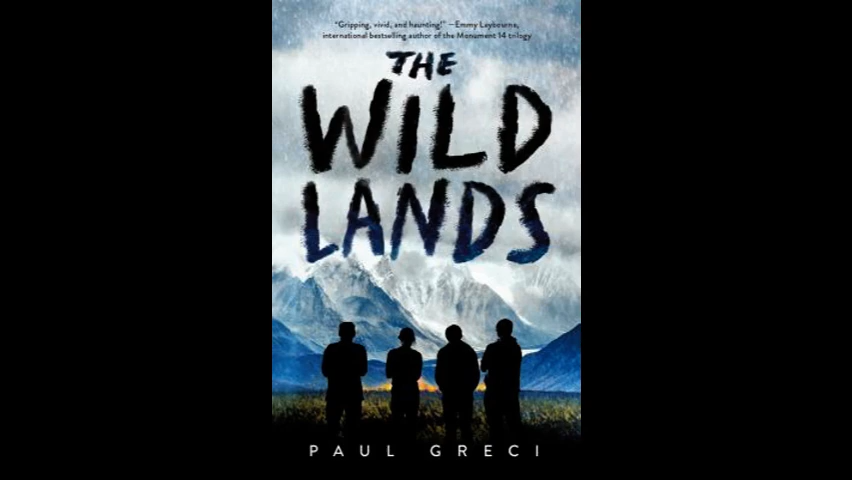 "Gripping, vivid, and haunting!" —Emmy Laybourne,
international bestselling author of the Monument 14 trilogy
THE
WILD
LANDS
PAUL GRECI